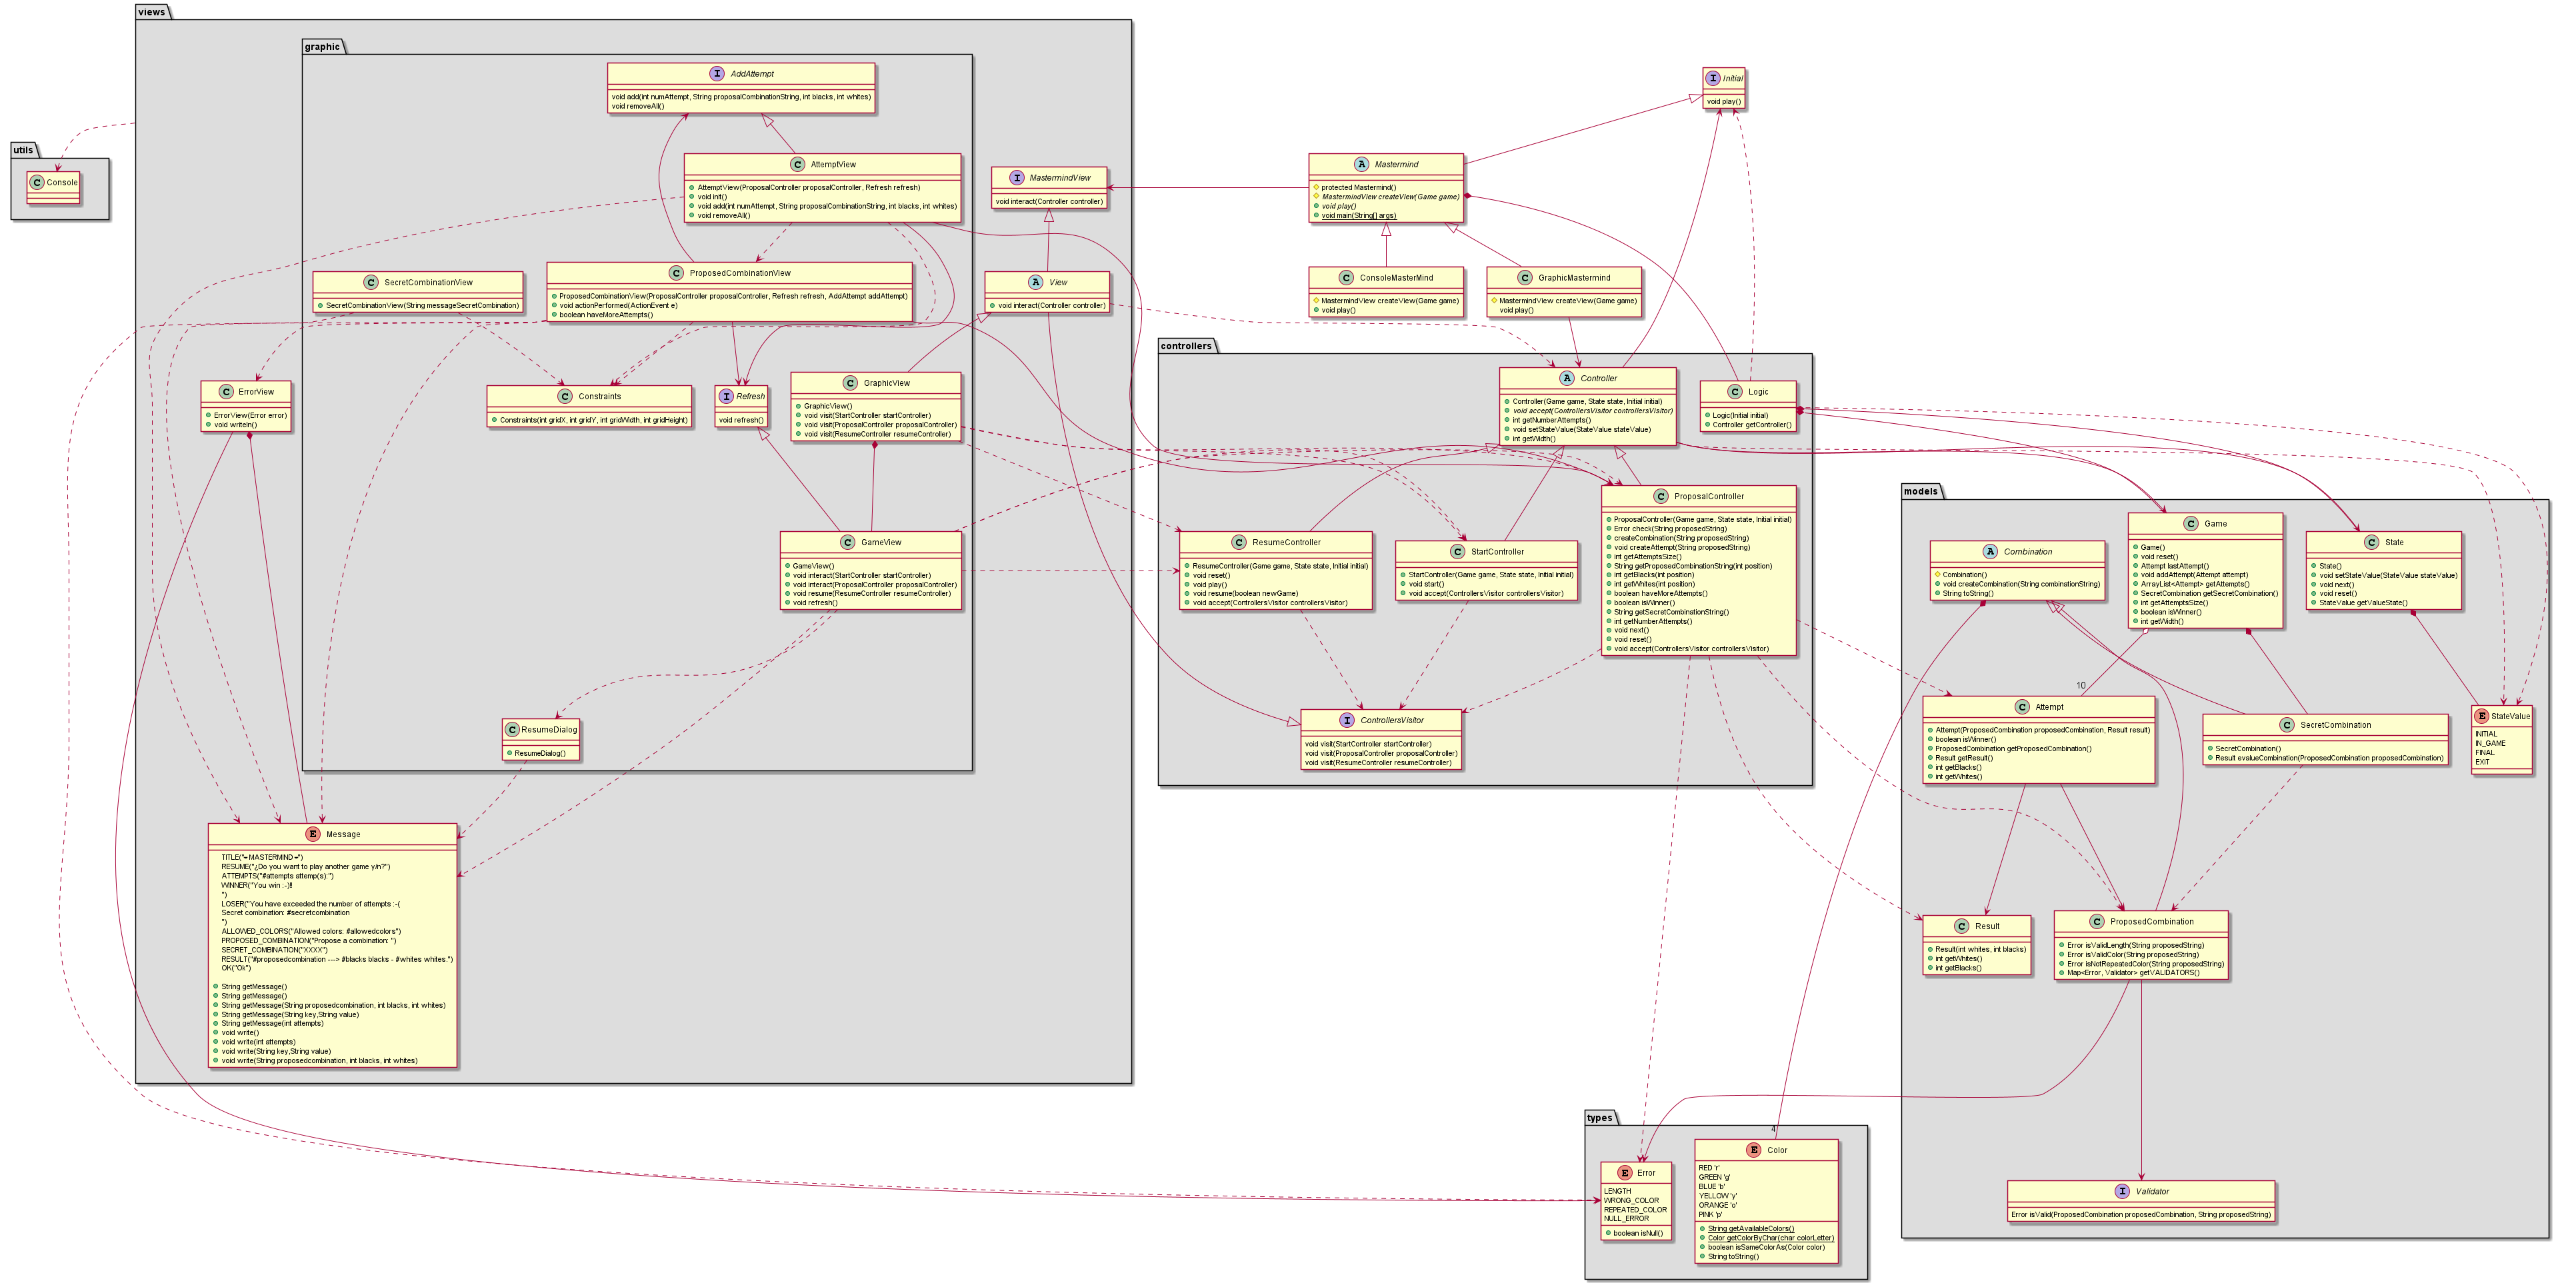 views
graphic
I AddAttempt
void add(int numAttempt, String proposalCombinationString, int blacks, int whites)
void removeAll()
C AttemptView
AttemptView(ProposalController proposalController, Refresh refresh)
void init()
void add(int numAttempt, String proposalCombinationString, int blacks, int whites)
void removeAll()
C SecretCombinationView
SecretCombinationView(String messageSecretCombination)
C ProposedCombinationView
ProposedCombinationView(ProposalController proposalController, Refresh refresh, AddAttempt addAttempt)
void actionPerformed(ActionEvent e)
boolean haveMoreAttempts()
C Constraints
Constraints(int gridX, int gridY, int gridWidth, int gridHeight)
I Refresh
void refresh()
C GraphicView
GraphicView()
void visit(StartController startController)
void visit(ProposalController proposalController)
void visit(ResumeController resumeController)
C GameView
GameView()
void interact(StartController startController)
void interact(ProposalController proposalController)
void resume(ResumeController resumeController)
void refresh()
C ResumeDialog
ResumeDialog()
I MastermindView
void interact(Controller controller)
A View
void interact(Controller controller)
C ErrorView
ErrorView(Error error)
void writeln()
E Message
TITLE("- MASTERMIND -")
RESUME("¿Do you want to play another game y/n?")
ATTEMPTS("#attempts attemp(s):")
WINNER("You win :-)!!
")
LOSER("You have exceeded the number of attempts :-(
Secret combination: #secretcombination
")
ALLOWED_COLORS("Allowed colors: #allowedcolors")
PROPOSED_COMBINATION("Propose a combination: ")
SECRET_COMBINATION("XXXX")
RESULT("#proposedcombination ---> #blacks blacks - #whites whites.")
OK("Ok")
String getMessage()
String getMessage()
String getMessage(String proposedcombination, int blacks, int whites)
String getMessage(String key,String value)
String getMessage(int attempts)
void write()
void write(int attempts)
void write(String key,String value)
void write(String proposedcombination, int blacks, int whites)
utils
C Console
I Initial
void play()
A Mastermind
protected Mastermind()
MastermindView createView(Game game)
void play()
void main(String[] args)
C ConsoleMasterMind
MastermindView createView(Game game)
void play()
C GraphicMastermind
MastermindView createView(Game game)
void play()
C Logic
Logic(Initial initial)
Controller getController()
controllers
A Controller
Controller(Game game, State state, Initial initial)
void accept(ControllersVisitor controllersVisitor)
int getNumberAttempts()
void setStateValue(StateValue stateValue)
int getWidth()
C ProposalController
ProposalController(Game game, State state, Initial initial)
Error check(String proposedString)
createCombination(String proposedString)
void createAttempt(String proposedString)
int getAttemptsSize()
String getProposedCombinationString(int position)
int getBlacks(int position)
int getWhites(int position)
boolean haveMoreAttempts()
boolean isWinner()
String getSecretCombinationString()
int getNumberAttempts()
void next()
void reset()
void accept(ControllersVisitor controllersVisitor)
C ResumeController
ResumeController(Game game, State state, Initial initial)
void reset()
void play()
void resume(boolean newGame)
void accept(ControllersVisitor controllersVisitor)
C StartController
StartController(Game game, State state, Initial initial)
void start()
void accept(ControllersVisitor controllersVisitor)
I ControllersVisitor
void visit(StartController startController)
void visit(ProposalController proposalController)
void visit(ResumeController resumeController)
models
A Combination
Combination()
void createCombination(String combinationString)
String toString()
C Game
Game()
void reset()
Attempt lastAttempt()
void addAttempt(Attempt attempt)
ArrayList<Attempt> getAttempts()
SecretCombination getSecretCombination()
int getAttemptsSize()
boolean isWinner()
int getWidth()
C State
State()
void setStateValue(StateValue stateValue)
void next()
void reset()
StateValue getValueState()
10
C Attempt
Attempt(ProposedCombination proposedCombination, Result result)
boolean isWinner()
ProposedCombination getProposedCombination()
Result getResult()
int getBlacks()
int getWhites()
C SecretCombination
SecretCombination()
Result evalueCombination(ProposedCombination proposedCombination)
E StateValue
INITIAL
IN_GAME
FINAL
EXIT
C Result
Result(int whites, int blacks)
int getWhites()
int getBlacks()
C ProposedCombination
Error isValidLength(String proposedString)
Error isValidColor(String proposedString)
Error isNotRepeatedColor(String proposedString)
Map<Error, Validator> getVALIDATORS()
I Validator
Error isValid(ProposedCombination proposedCombination, String proposedString)
types
4
E Error
LENGTH
WRONG_COLOR
REPEATED_COLOR
NULL_ERROR
boolean isNull()
E Color
RED 'r'
GREEN 'g'
BLUE 'b'
YELLOW 'y'
ORANGE 'o'
PINK 'p'
String getAvailableColors()
Color getColorByChar(char colorLetter)
boolean isSameColorAs(Color color)
String toString()